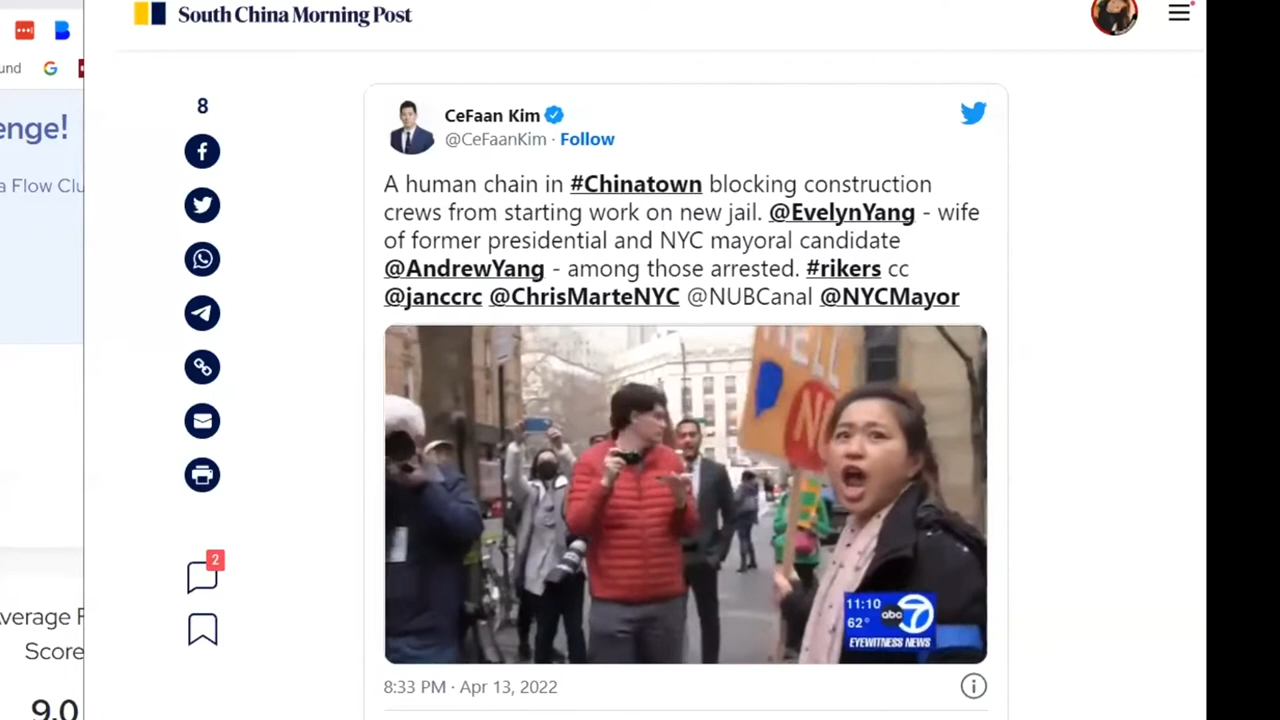 South China Morning Post
und
enge!
a Flow Clu
8
CeFaan Kim
@CeFaanKim · Follow
A human chain in #Chinatown blocking construction
crews from starting work on new jail. @EvelynYang - wife
of former presidential and NYC mayoral candidate
@AndrewYang - among those arrested. #rikers cc
@janccrc @ChrisMarteNYC @NUBCanal @NYCMayor
HELL
NO
11:10
62°
abc 7
EYEWITNESS NEWS
2
8:33 PM · Apr 13, 2022
verage F
Score
9.0